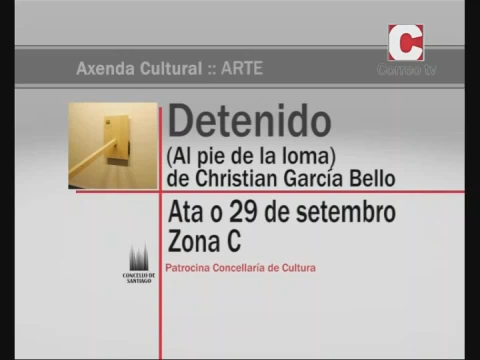 C
Correo tv
Axenda Cultural :: ARTE
Detenido
(Al pie de la loma)
de Christian García Bello
Ata o 29 de setembro
Zona C
CONCELLO DE
SANTIAGO
Patrocina Concellaría de Cultura